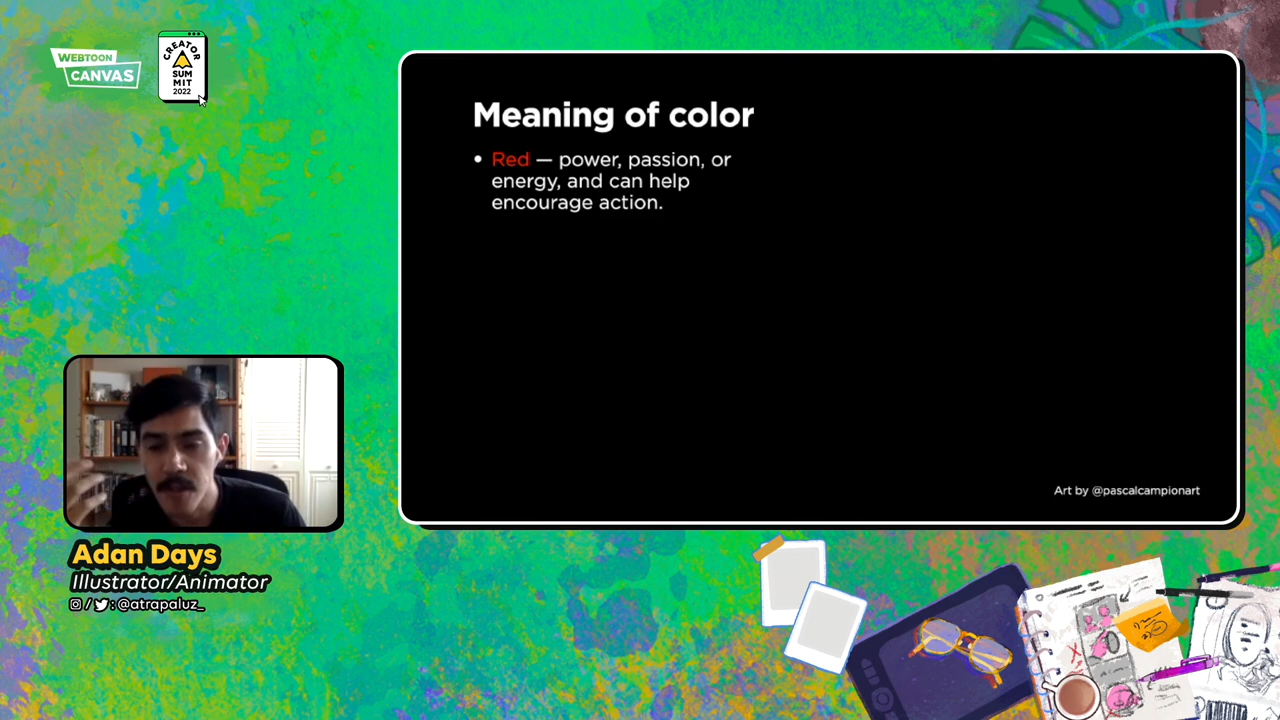 WEBTOON
CANVAS
CREATOR
SUM
MIT
2022
Meaning of color
• Red — power, passion, or
energy, and can help
encourage action.
Art by @pascalcampionart
Adan Days
Illustrator/Animator
/ : @atrapaluz_